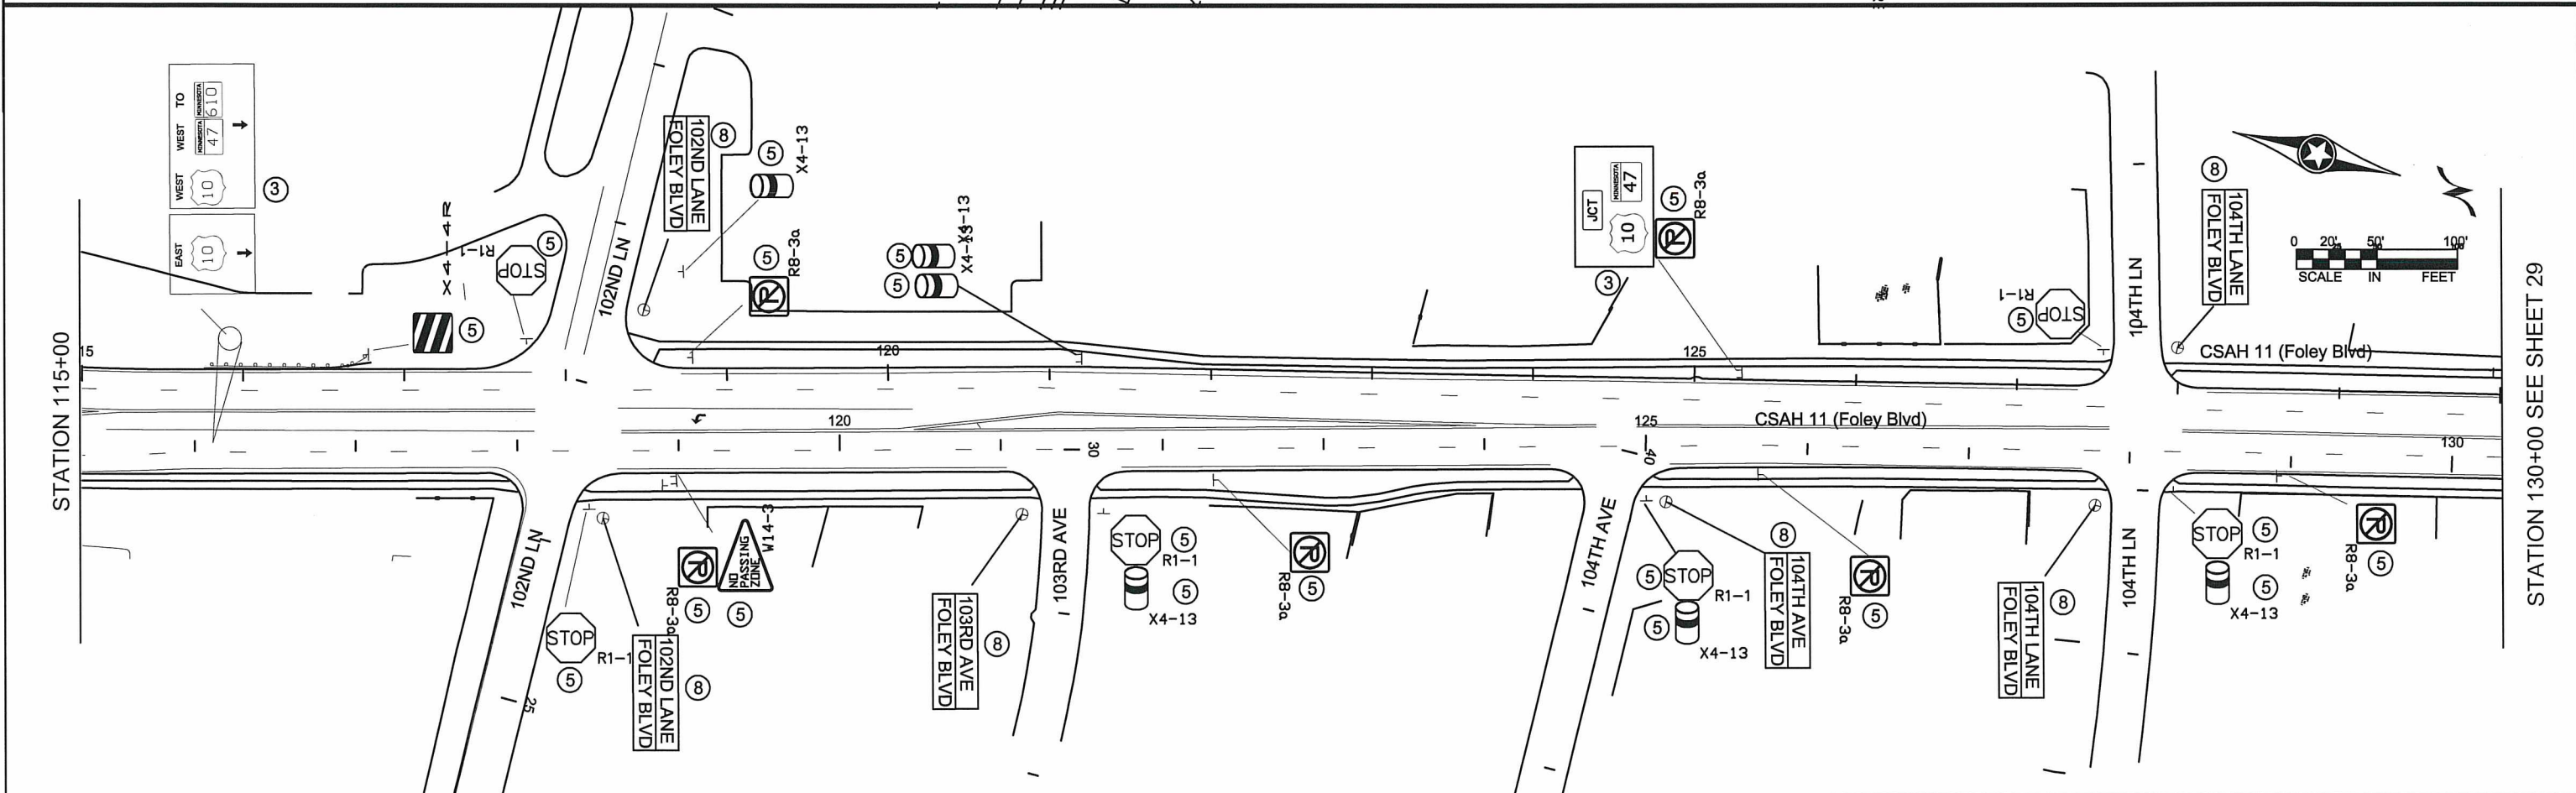 STATION 115+00
15
WEST WEST TO
10 MINNESOTA 47 MINNESOTA 610
EAST
10
3
X4-4R
5
R1-1
STOP
5
102ND LN
102ND LANE
FOLEY BLVD
8
5
X4-13
5
R8-3a
5
X4-13
5
X4-13
120
JCT
10 MINNESOTA 47
3
5
R8-3a
125
R1-1
STOP
5
104TH LN
8
104TH LANE
FOLEY BLVD
0 20' 50' 100'
SCALE IN FEET
CSAH 11 (Foley Blvd)
120
30
125
40
CSAH 11 (Foley Blvd)
130
102ND LN
25
STOP
R1-1
5
102ND LANE
FOLEY BLVD
8
R8-3a
5
NO
PASSING
ZONE
W14-3
5
103RD AVE
FOLEY BLVD
8
103RD AVE
STOP
5
R1-1
5
X4-13
R8-3a
5
104TH AVE
5
STOP
R1-1
5
X4-13
8
104TH AVE
FOLEY BLVD
R8-3a
5
104TH LANE
FOLEY BLVD
8
104TH LN
STOP
5
R1-1
5
X4-13
R8-3a
5
STATION 130+00 SEE SHEET 29